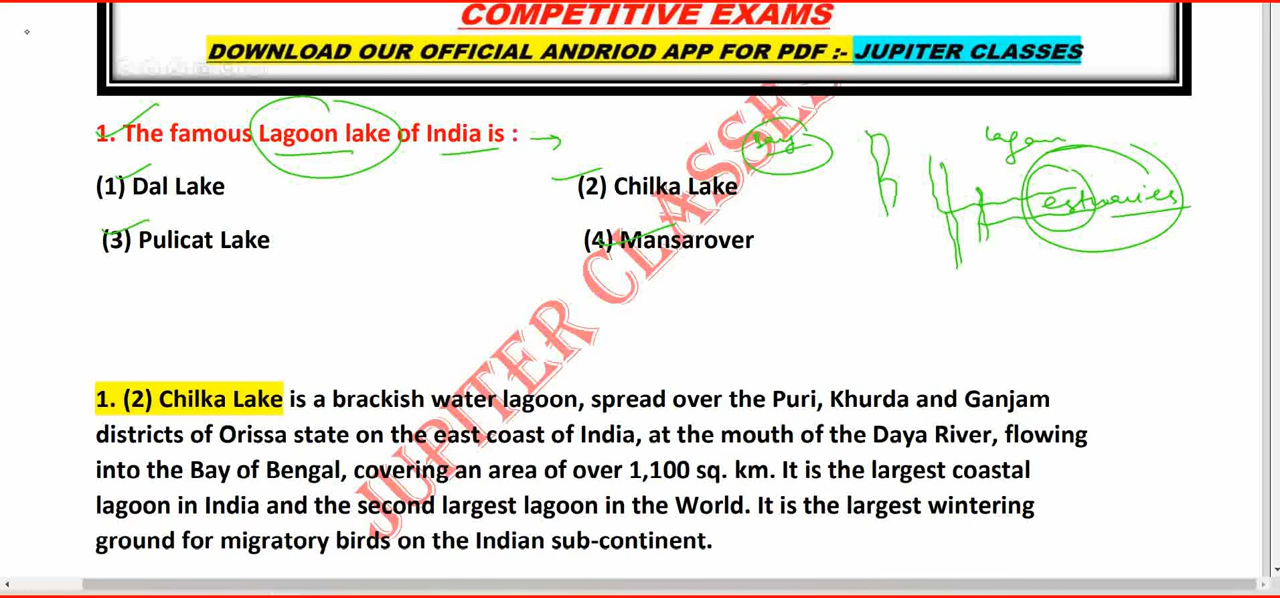 COMPETITIVE EXAMS
DOWNLOAD OUR OFFICIAL ANDRIOD APP FOR PDF :- JUPITER CLASSES
1. The famous Lagoon lake of India is :
(1) Dal Lake
(2) Chilka Lake
(3) Pulicat Lake
(4) Mansarover
Bay
lagoon
estuaries
JUPITER CLASSES
1. (2) Chilka Lake is a brackish water lagoon, spread over the Puri, Khurda and Ganjam
districts of Orissa state on the east coast of India, at the mouth of the Daya River, flowing
into the Bay of Bengal, covering an area of over 1,100 sq. km. It is the largest coastal
lagoon in India and the second largest lagoon in the World. It is the largest wintering
ground for migratory birds on the Indian sub-continent.